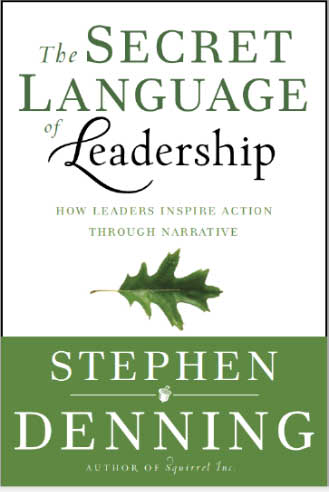 The SECRET
LANGUAGE
of Leadership
HOW LEADERS INSPIRE ACTION
THROUGH NARRATIVE
STEPHEN
DENNING
AUTHOR OF Squirrel Inc.